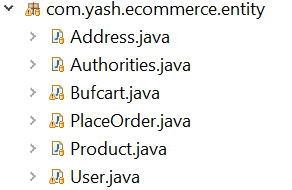 com.yash.ecommerce.entity
Address.java
Authorities.java
Bufcart.java
PlaceOrder.java
Product.java
User.java